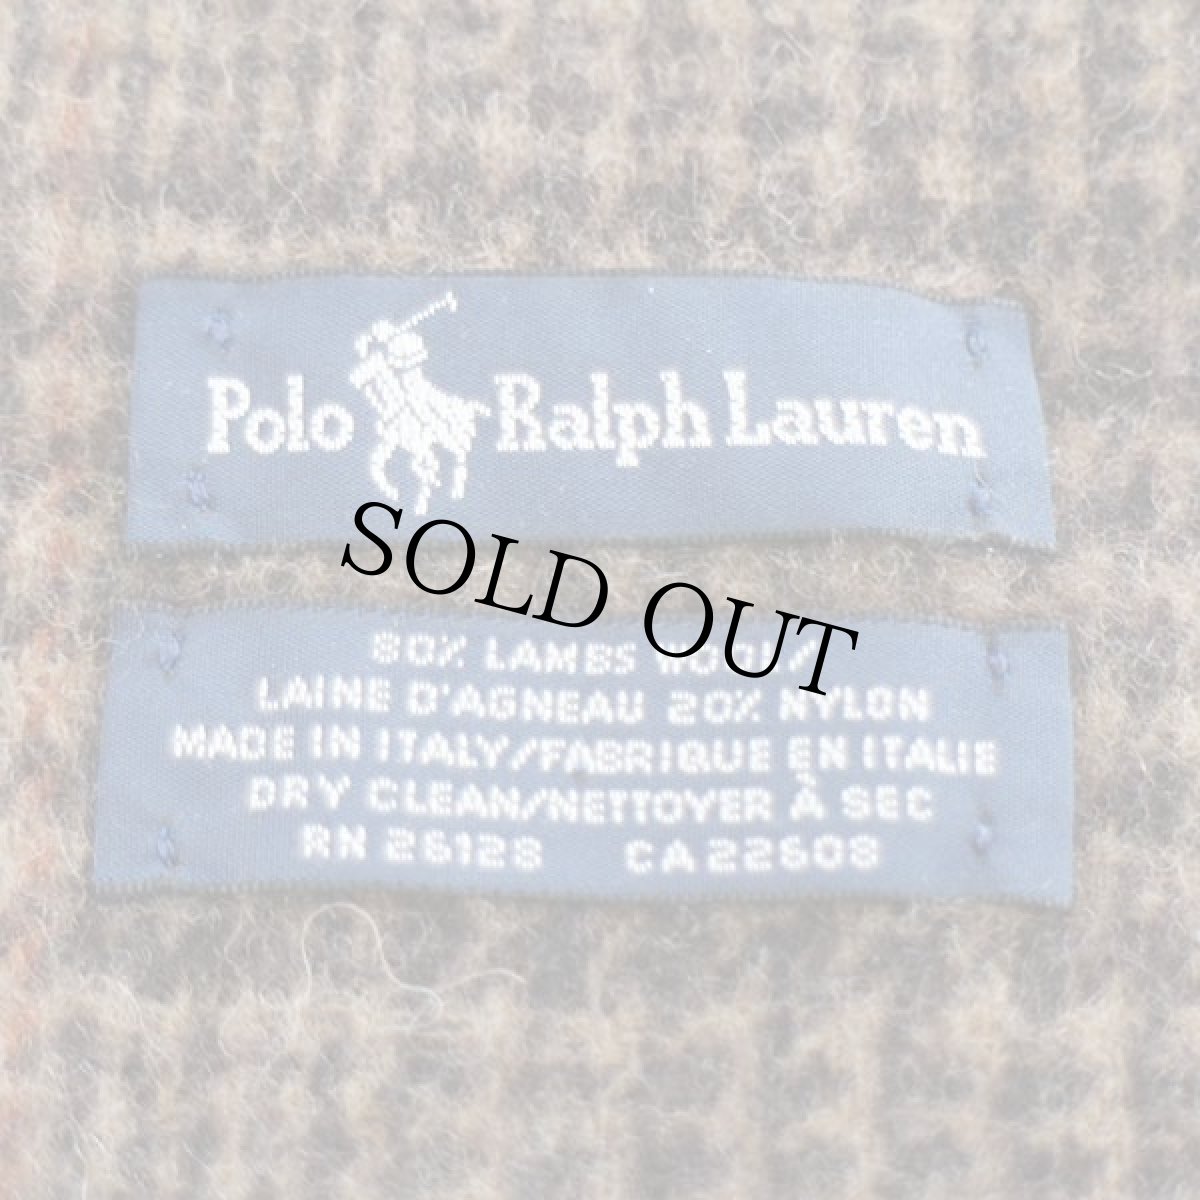 Polo Ralph Lauren
SOLD OUT
80% LAMBS WOOL/
LAINE D'AGNEAU 20% NYLON
MADE IN ITALY/FABRIQUE EN ITALIE
DRY CLEAN/NETTOYER À SEC
RN 26128 CA 22608